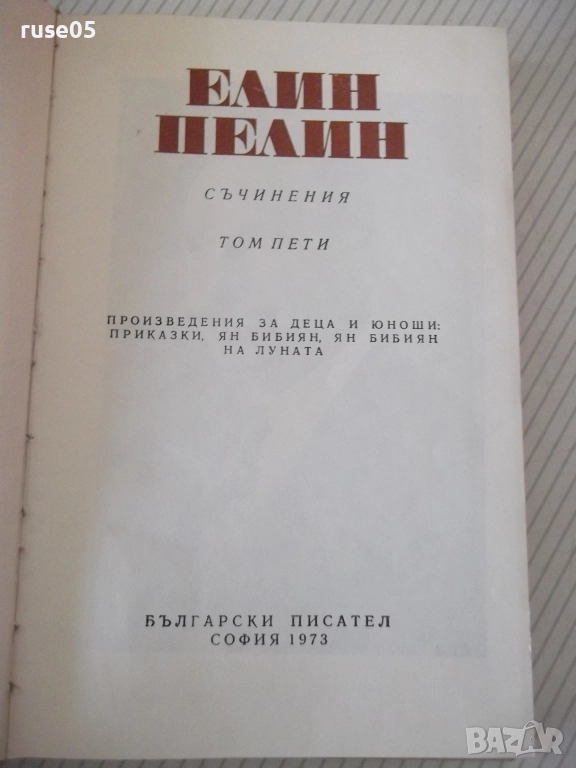 ruse05
ЕЛИН
ПЕЛИН
СЪЧИНЕНИЯ
ТОМ ПЕТИ
ПРОИЗВЕДЕНИЯ ЗА ДЕЦА И ЮНОШИ:
ПРИКАЗКИ, ЯН БИБИЯН, ЯН БИБИЯН
НА ЛУНАТА
БЪЛГАРСКИ ПИСАТЕЛ
СОФИЯ 1973
BAZAR